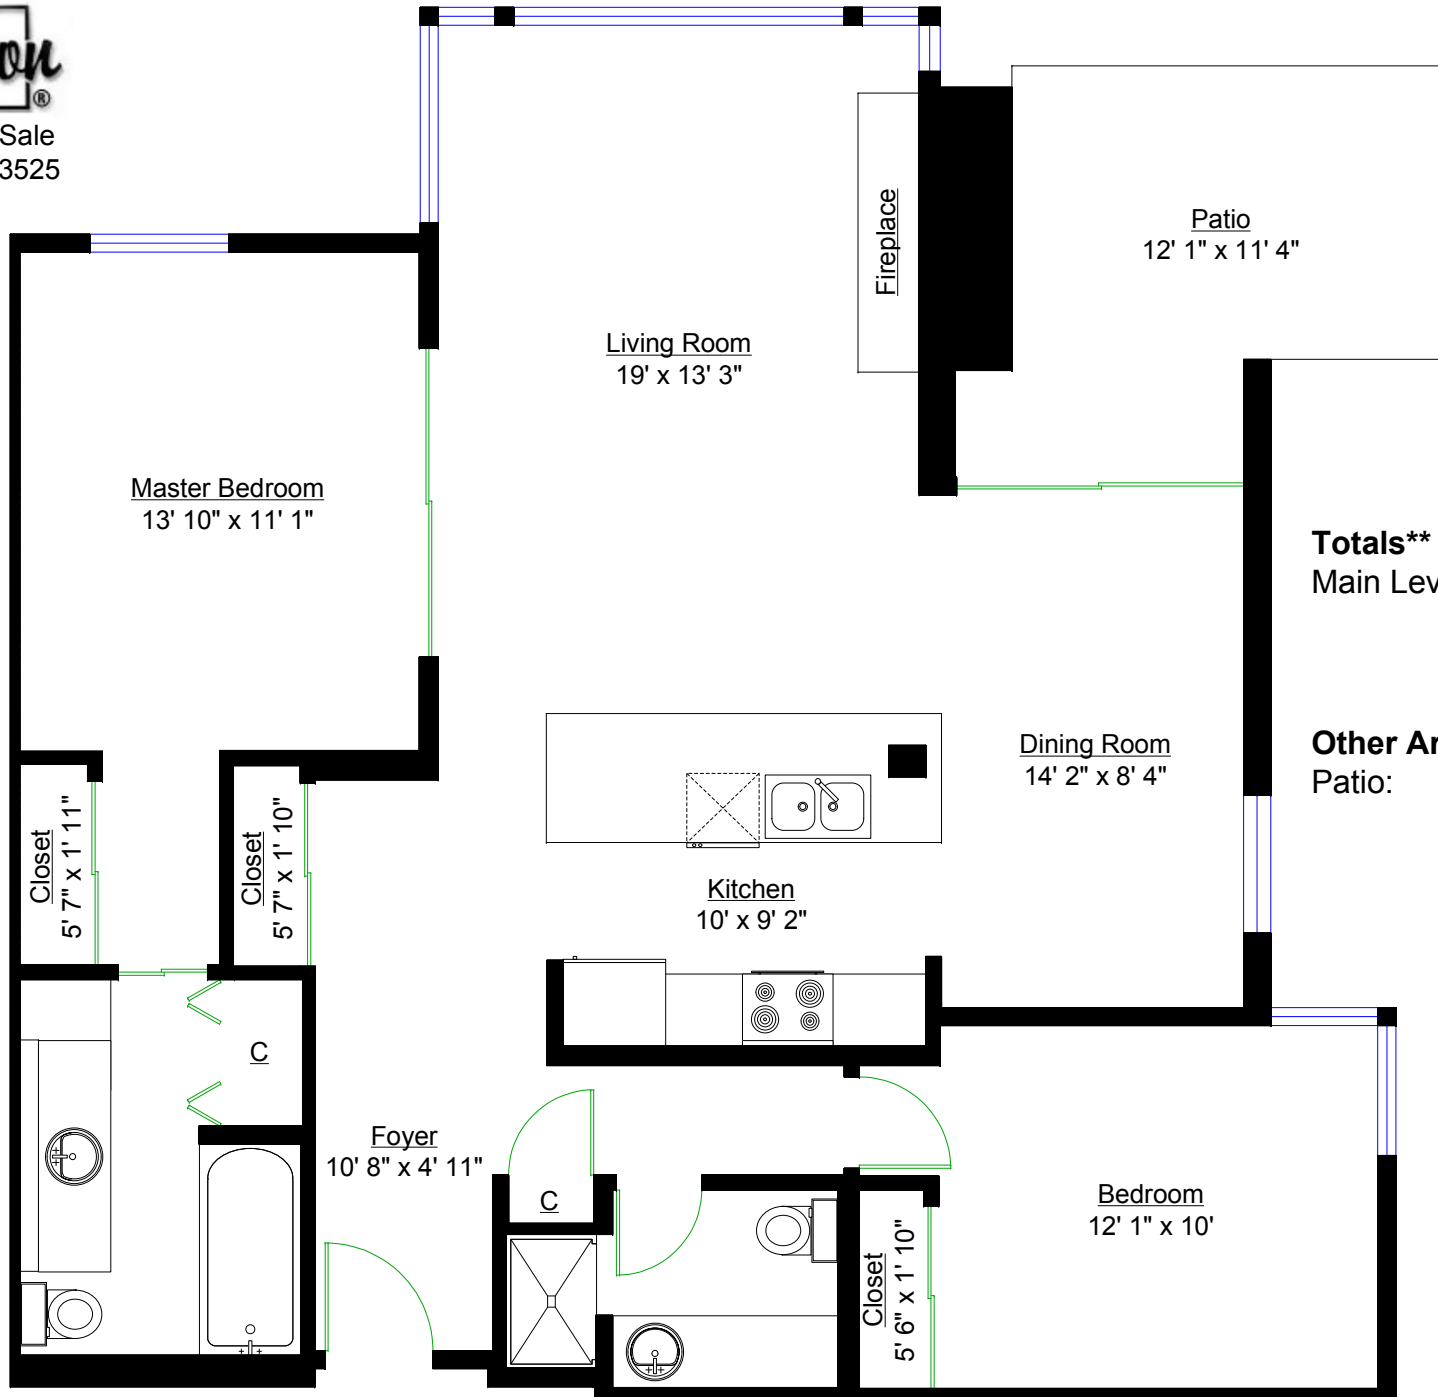 on®
Sale
3525
Patio
12' 1" x 11' 4"
Fireplace
Living Room
19' x 13' 3"
Master Bedroom
13' 10" x 11' 1"
Totals**
Main Lev
Dining Room
14' 2" x 8' 4"
Other Ar
Patio:
Closet
5' 7" x 1' 11"
Closet
5' 7" x 1' 10"
Kitchen
10' x 9' 2"
C
Foyer
10' 8" x 4' 11"
C
Bedroom
12' 1" x 10'
Closet
5' 6" x 1' 10"